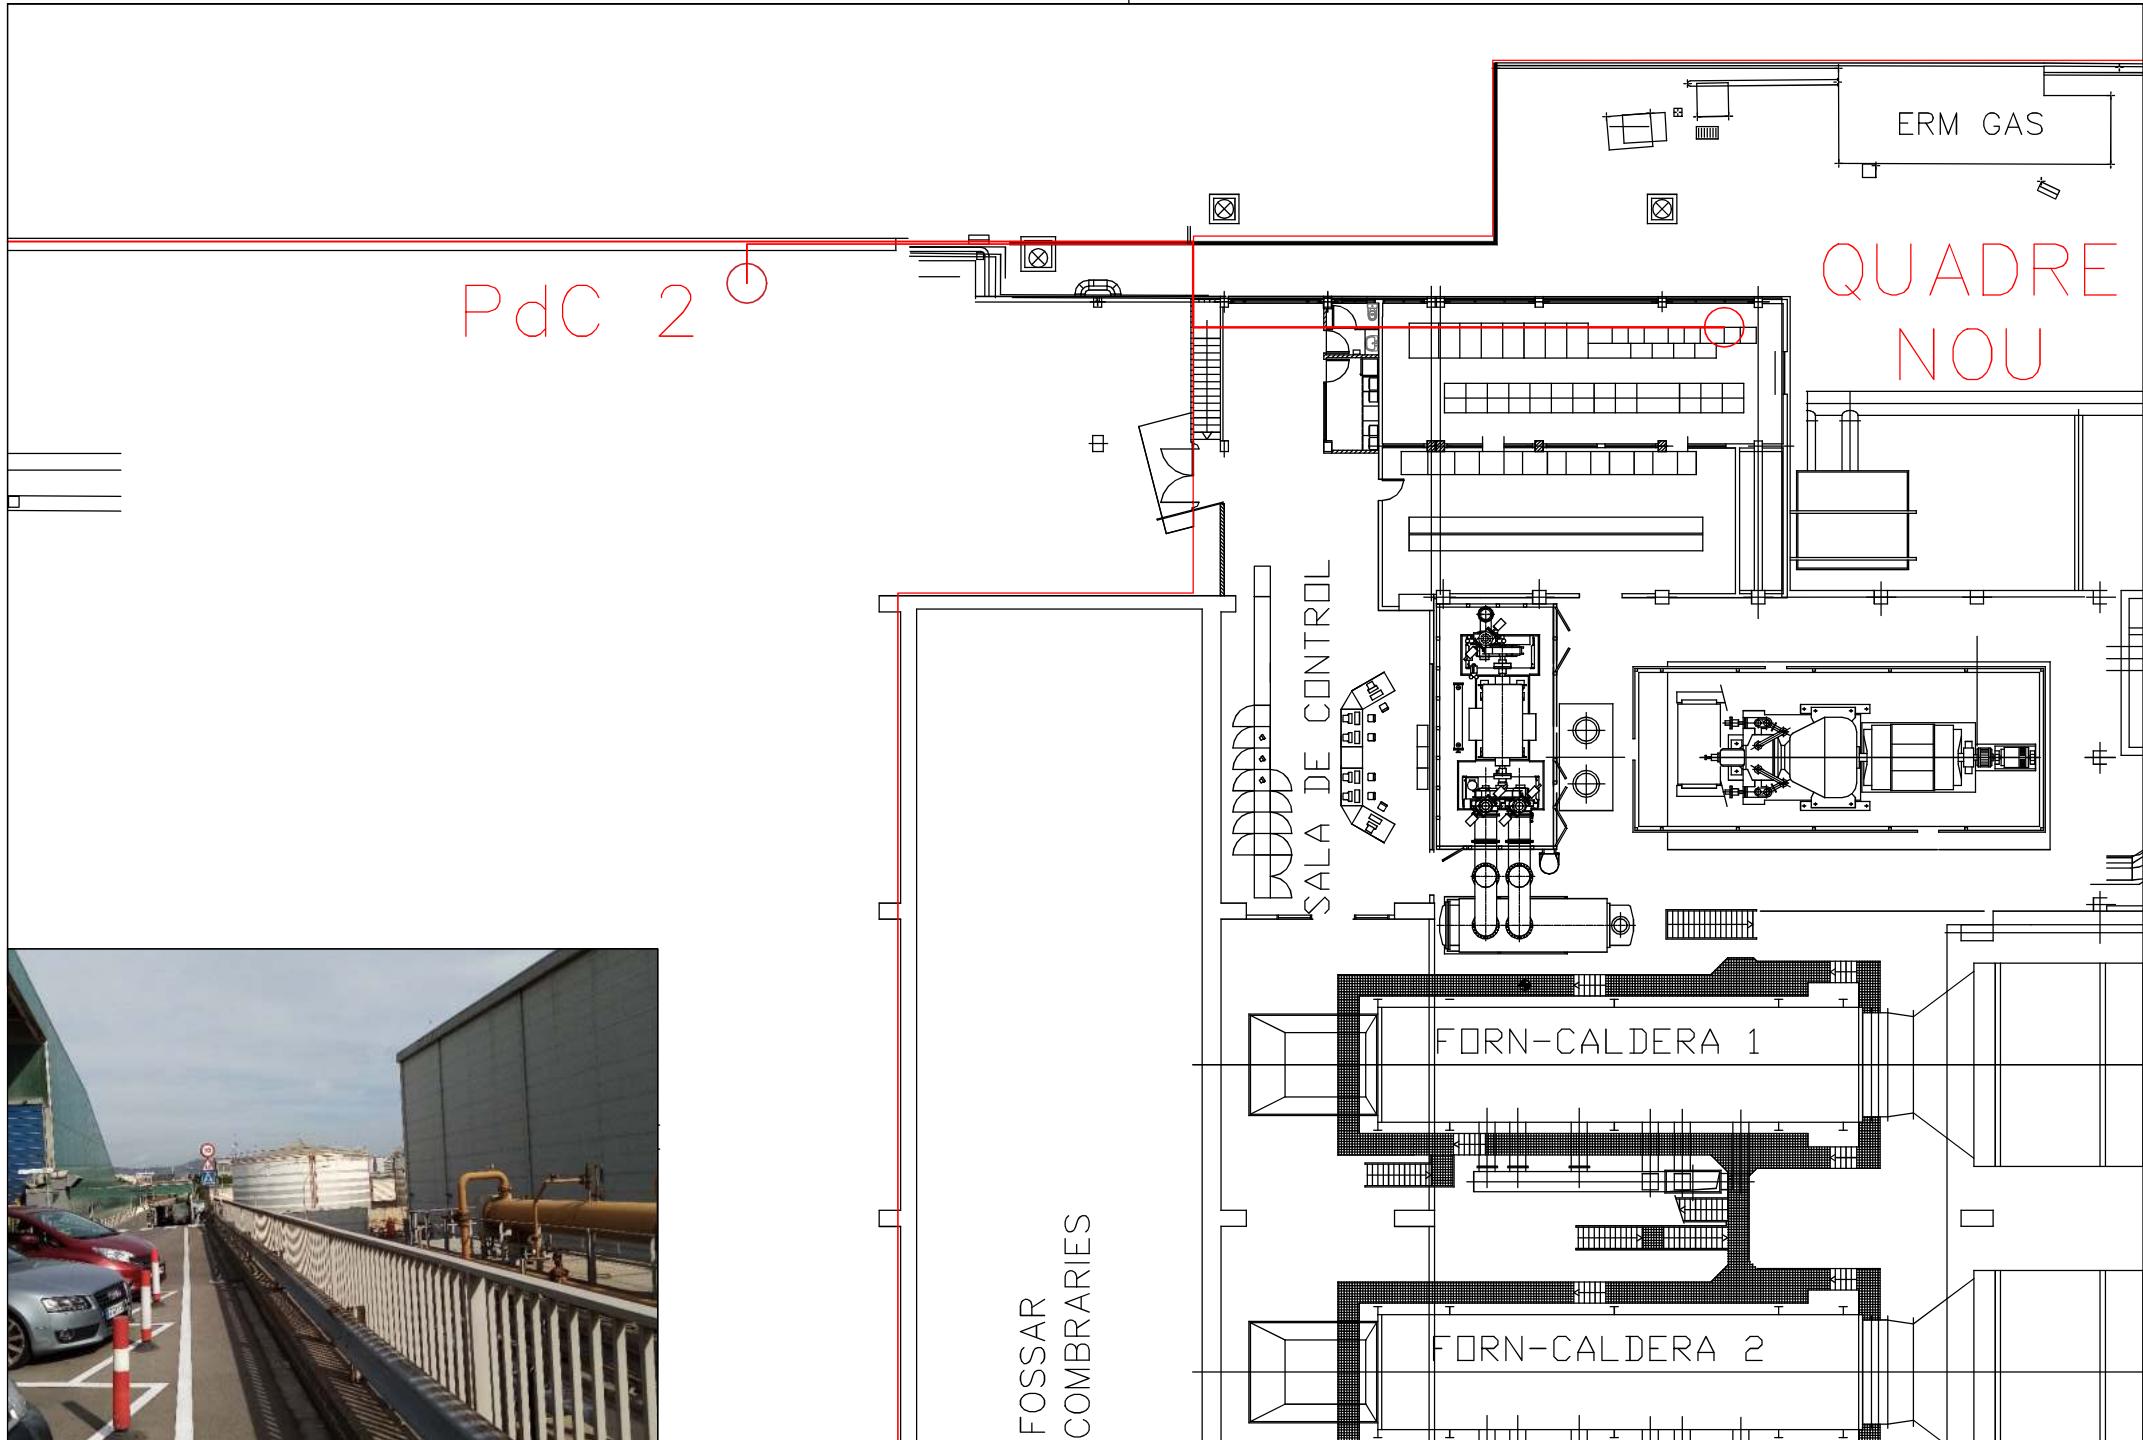 ERM GAS
QUADRE
NOU
PdC 2
SALA DE CONTROL
FORN-CALDERA 1
FORN-CALDERA 2
FOSSAR
COMBRARIES